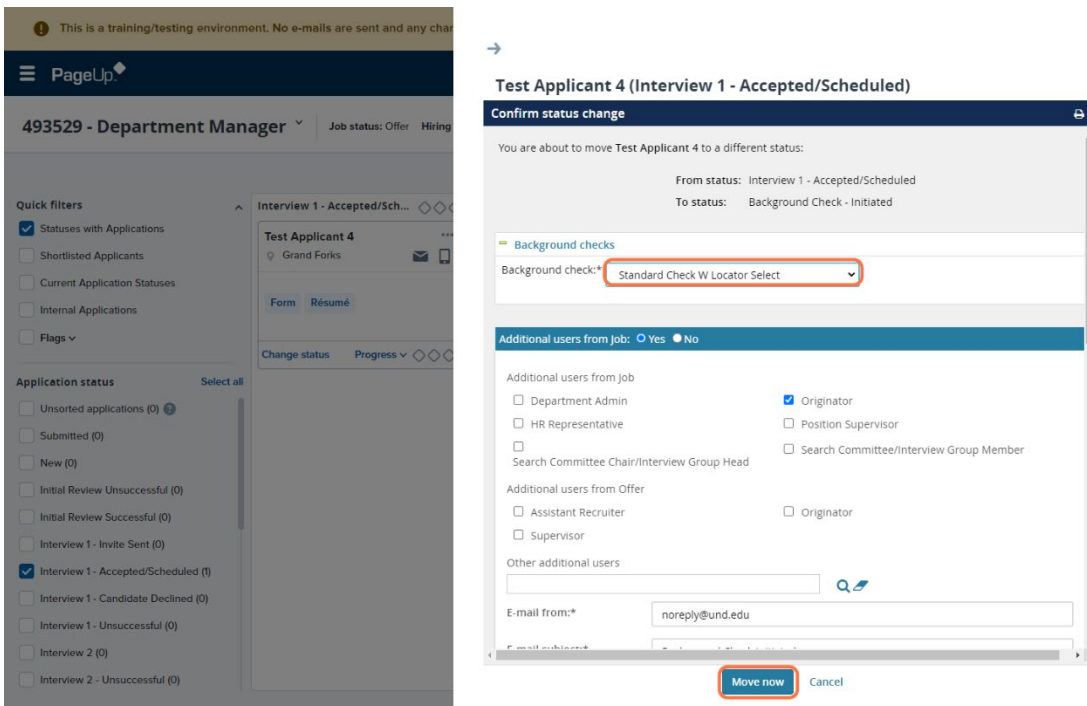 This is a training/testing environment. No e-mails are sent and any char
PageUp
493529 - Department Manager
Job status: Offer Hiring
Quick filters
Statuses with Applications
Shortlisted Applicants
Current Application Statuses
Internal Applications
Flags
Application status Select all
Unsorted applications (0) ?
Submitted (0)
New (0)
Initial Review Unsuccessful (0)
Initial Review Successful (0)
Interview 1 - Invite Sent (0)
Interview 1 - Accepted/Scheduled (1)
Interview 1 - Candidate Declined (0)
Interview 1 - Unsuccessful (0)
Interview 2 (0)
Interview 2 - Unsuccessful (0)
Interview 1 - Accepted/Sch...
Test Applicant 4
Grand Forks
Form Résumé
Change status Progress
Test Applicant 4 (Interview 1 - Accepted/Scheduled)
Confirm status change
You are about to move Test Applicant 4 to a different status:
From status: Interview 1 - Accepted/Scheduled
To status: Background Check - Initiated
Background checks
Background check:* Standard Check W Locator Select
Additional users from Job: Yes No
Additional users from Job
Department Admin Originator
HR Representative Position Supervisor
Search Committee Chair/Interview Group Head Search Committee/Interview Group Member
Additional users from Offer
Assistant Recruiter Originator
Supervisor
Other additional users
E-mail from:* noreply@und.edu
E-mail subject:*
Move now Cancel